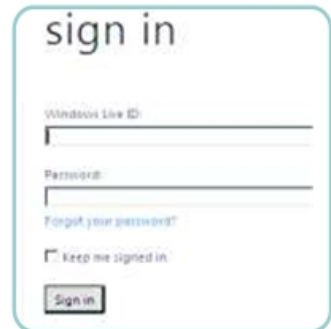 sign in
Windows Live ID:
Password:
Forgot your password?
Keep me signed in
Sign in